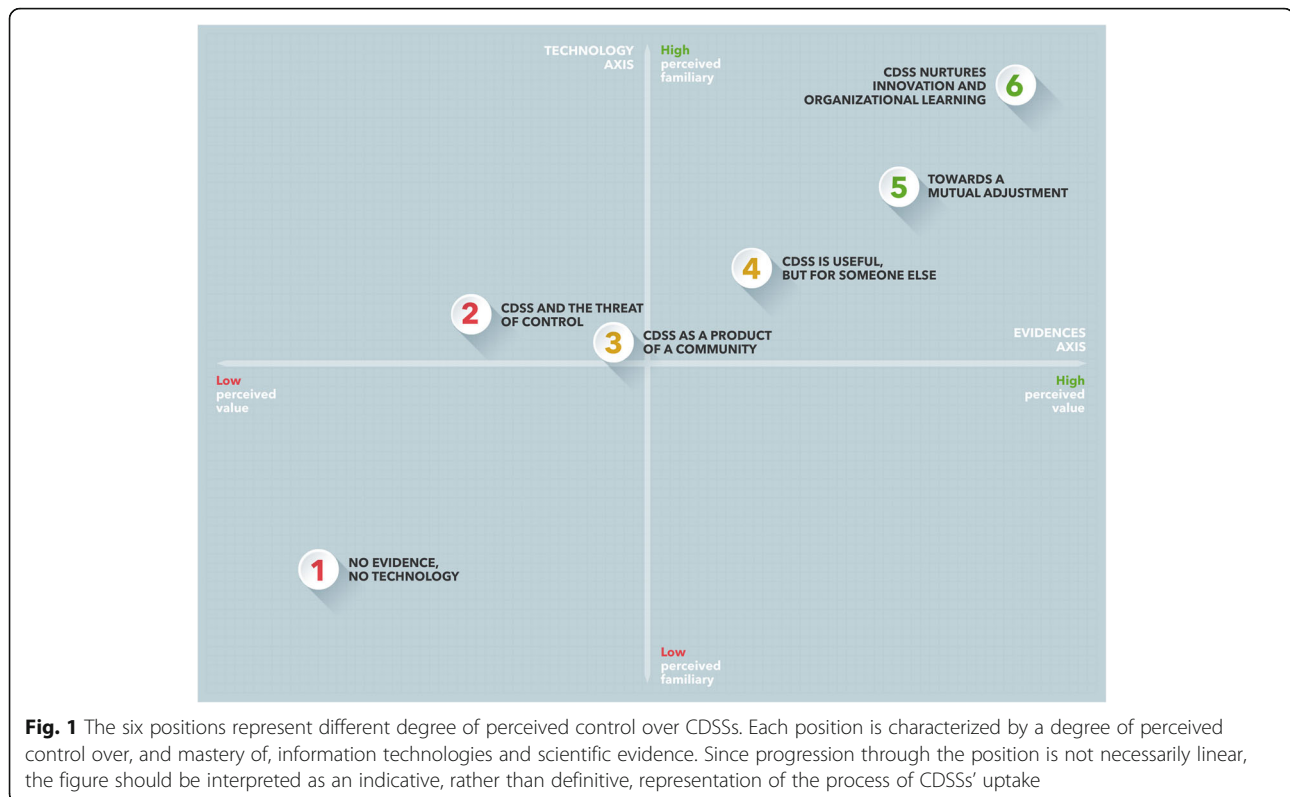 TECHNOLOGY
AXIS
High
perceived
familiary
CDSS NURTURES
INNOVATION AND
ORGANIZATIONAL LEARNING
6
5
TOWARDS A
MUTUAL ADJUSTMENT
4
CDSS IS USEFUL,
BUT FOR SOMEONE ELSE
2
CDSS AND THE THREAT
OF CONTROL
3
CDSS AS A PRODUCT
OF A COMMUNITY
EVIDENCES
AXIS
Low
perceived
value
High
perceived
value
1
NO EVIDENCE,
NO TECHNOLOGY
Low
perceived
familiary
Fig. 1 The six positions represent different degree of perceived control over CDSSs. Each position is characterized by a degree of perceived
control over, and mastery of, information technologies and scientific evidence. Since progression through the position is not necessarily linear,
the figure should be interpreted as an indicative, rather than definitive, representation of the process of CDSSs' uptake